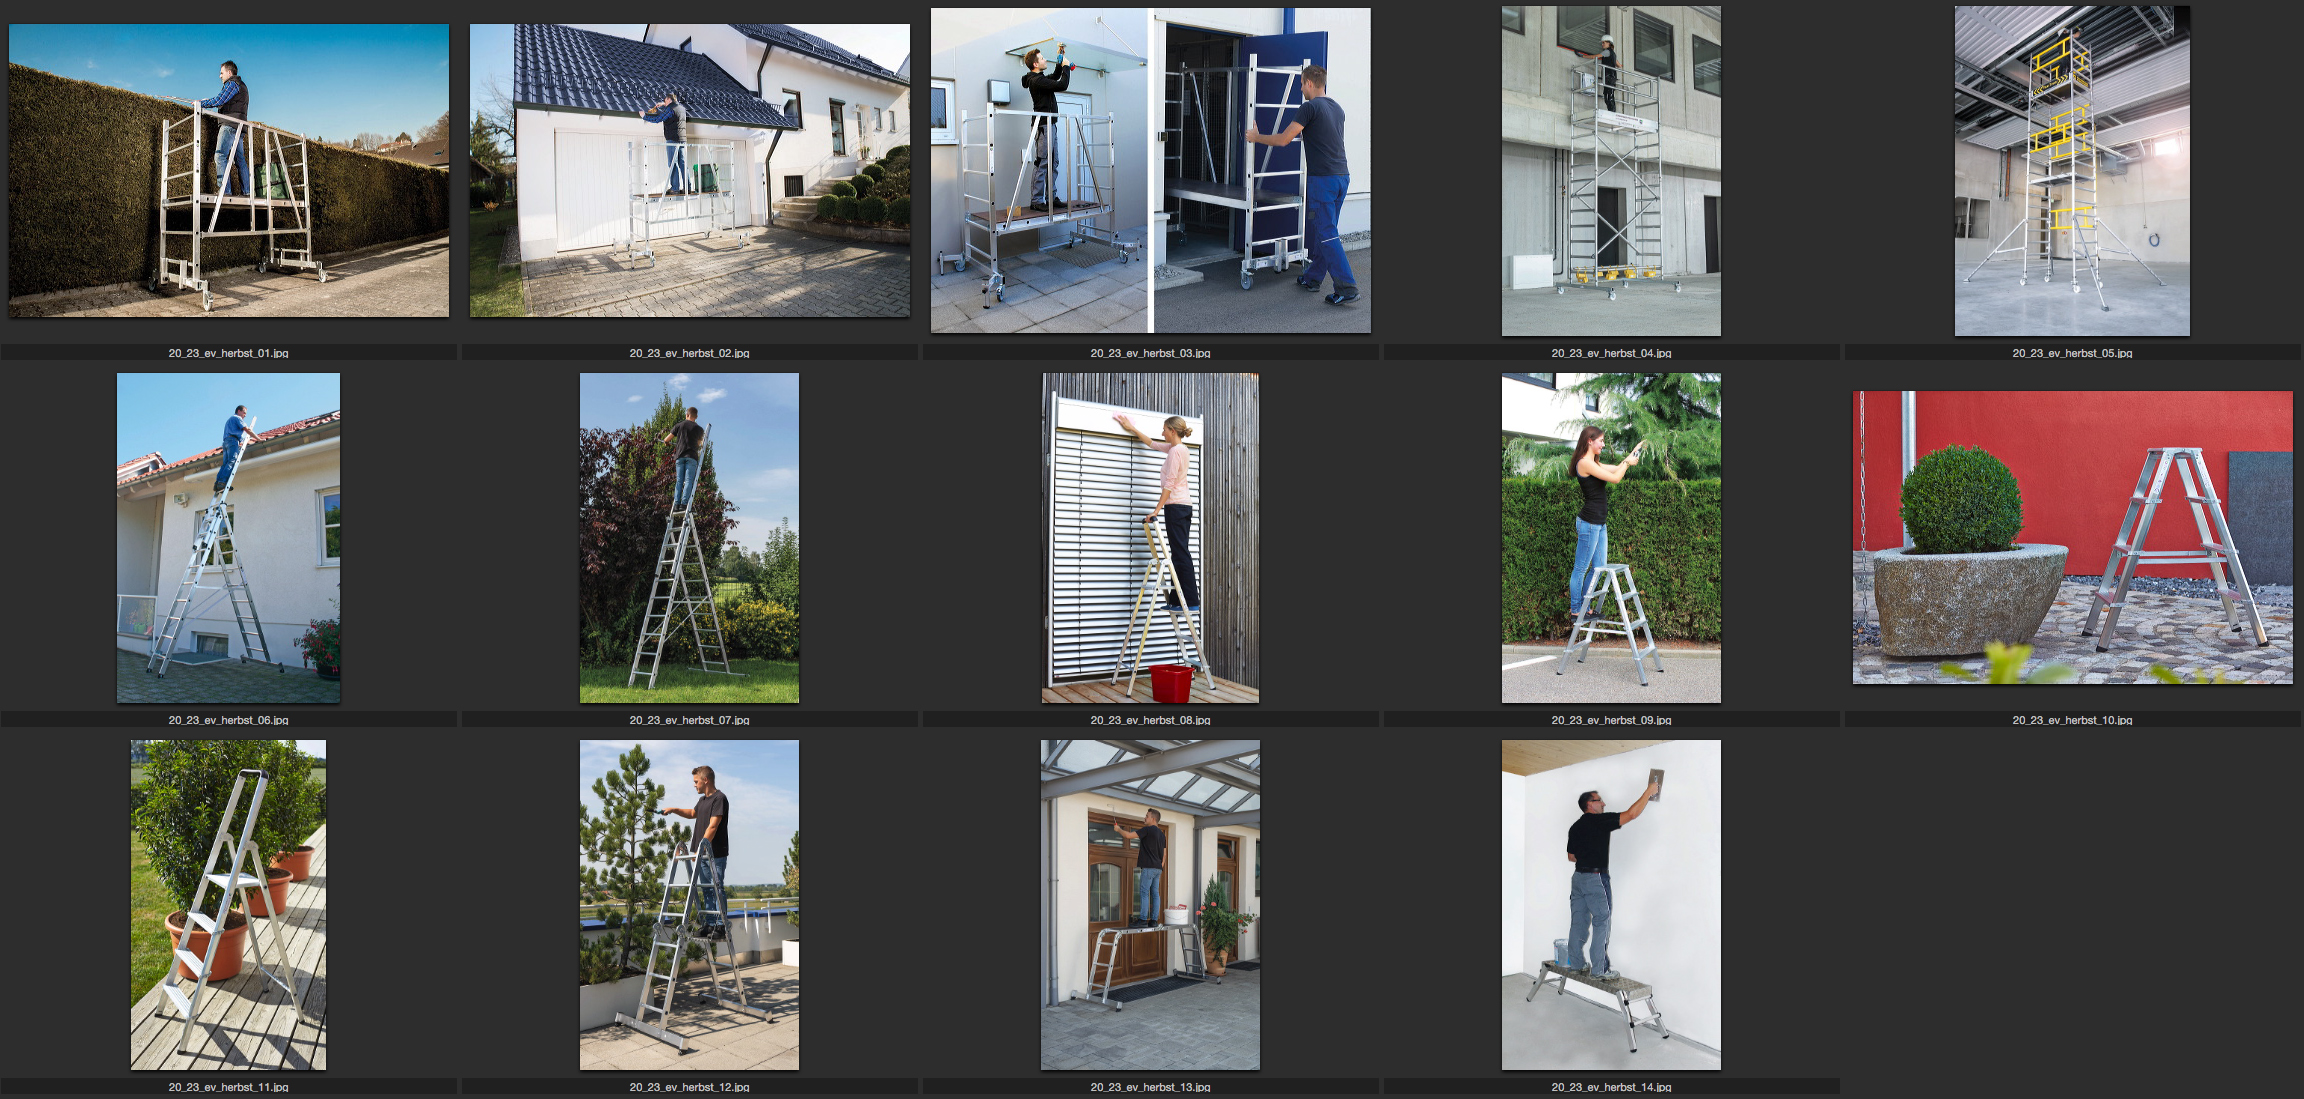 20_23_ev_herbst_01.jpg
20_23_ev_herbst_02.jpg
20_23_ev_herbst_03.jpg
20_23_ev_herbst_04.jpg
20_23_ev_herbst_05.jpg
20_23_ev_herbst_06.jpg
20_23_ev_herbst_07.jpg
20_23_ev_herbst_08.jpg
20_23_ev_herbst_09.jpg
20_23_ev_herbst_10.jpg
20_23_ev_herbst_11.jpg
20_23_ev_herbst_12.jpg
20_23_ev_herbst_13.jpg
20_23_ev_herbst_14.jpg